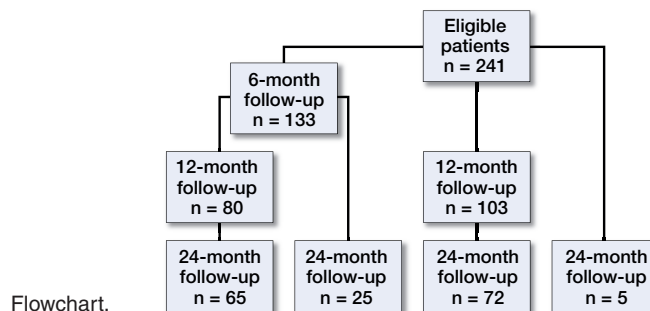 Eligible
patients
n = 241
6-month
follow-up
n = 133
12-month
follow-up
n = 80
12-month
follow-up
n = 103
24-month
follow-up
n = 65
24-month
follow-up
n = 25
24-month
follow-up
n = 72
24-month
follow-up
n = 5
Flowchart.